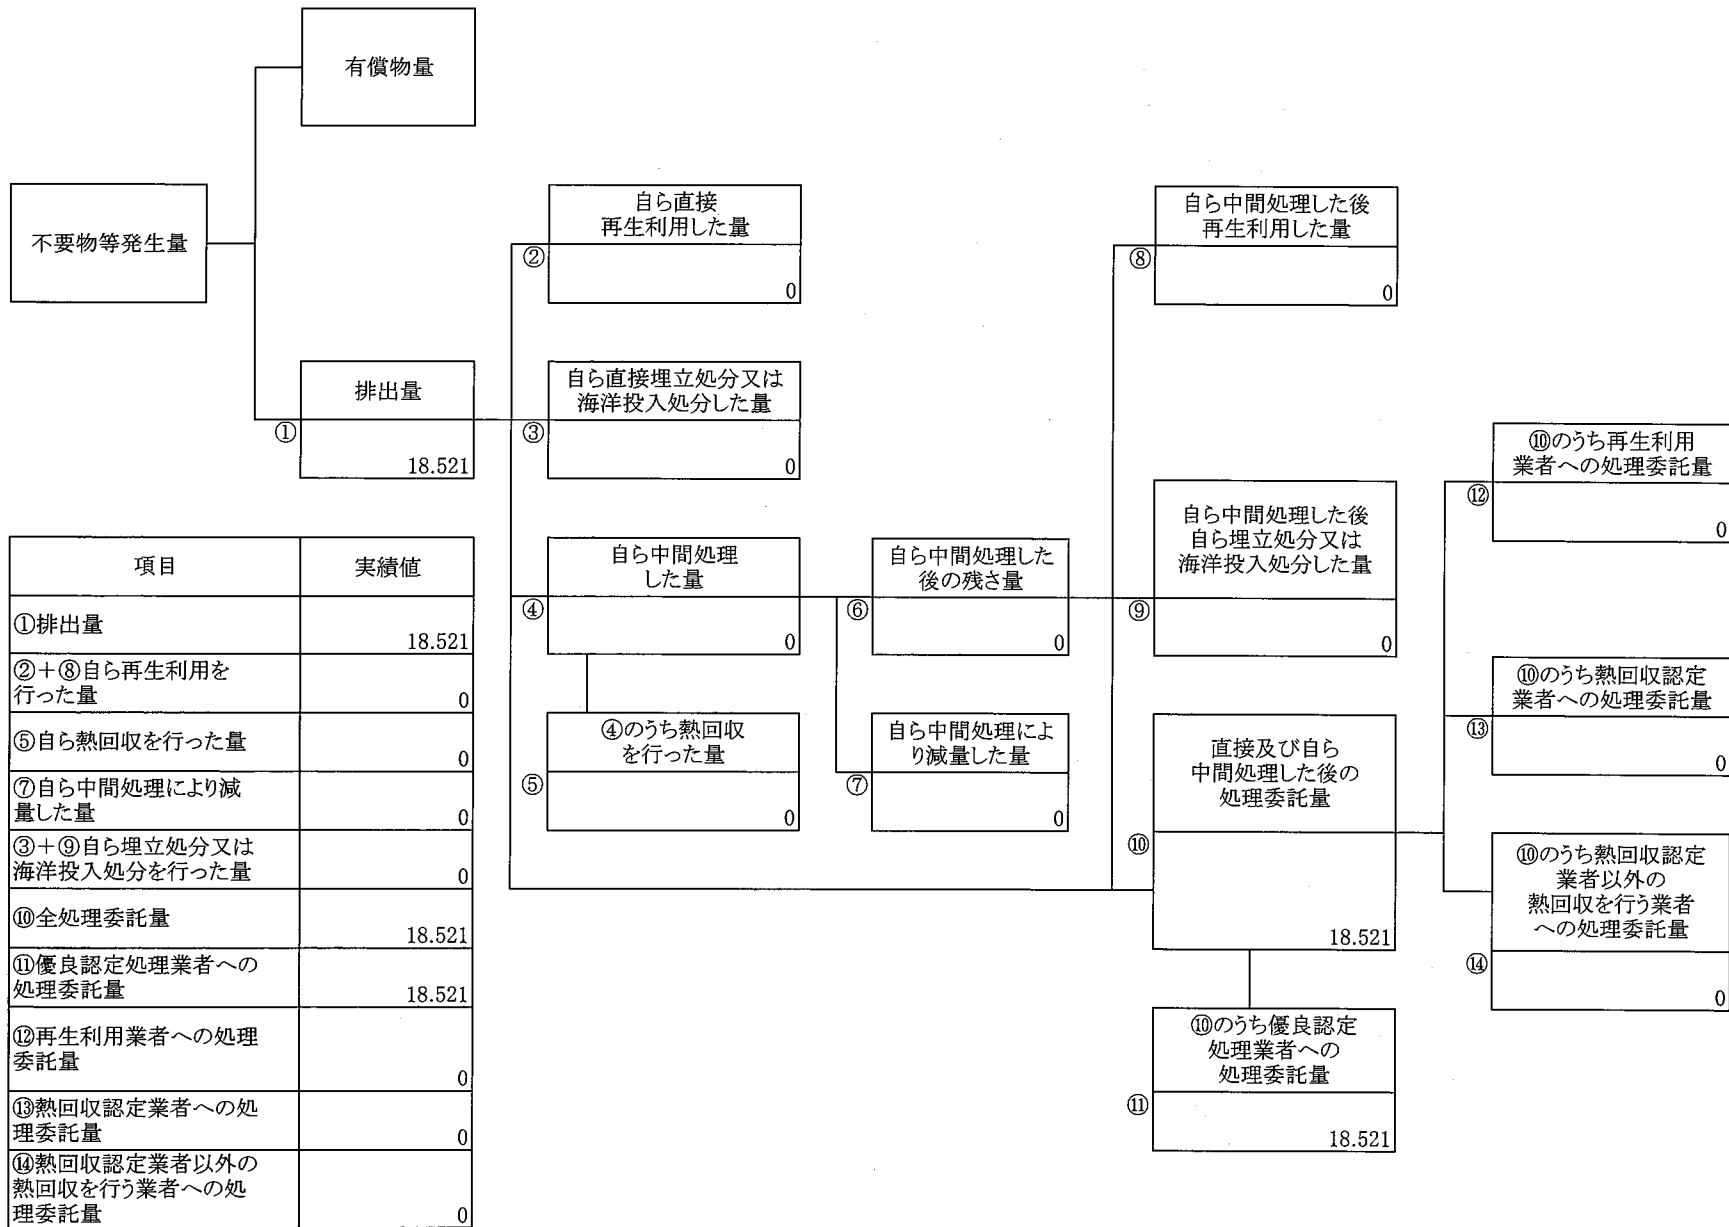 有償物量
不要物等発生量
排出量
①
18.521
自ら直接
再生利用した量
②
0
自ら直接埋立処分又は
海洋投入処分した量
③
0
自ら中間処理
した量
④
0
④のうち熱回収
を行った量
⑤
0
自ら中間処理した
後の残さ量
⑥
0
自ら中間処理によ
り減量した量
⑦
0
自ら中間処理した後
再生利用した量
⑧
0
自ら中間処理した後
自ら埋立処分又は
海洋投入処分した量
⑨
0
直接及び自ら
中間処理した後の
処理委託量
⑩
18.521
⑩のうち優良認定
処理業者への
処理委託量
⑪
18.521
⑩のうち再生利用
業者への処理委託量
⑫
0
⑩のうち熱回収認定
業者への処理委託量
⑬
0
⑩のうち熱回収認定
業者以外の
熱回収を行う業者
への処理委託量
⑭
0
項目 実績値
①排出量
18.521
②+⑧自ら再生利用を
行った量 0
⑤自ら熱回収を行った量
0
⑦自ら中間処理により減
量した量 0
③+⑨自ら埋立処分又は
海洋投入処分を行った量 0
⑩全処理委託量
18.521
⑪優良認定処理業者への
処理委託量 18.521
⑫再生利用業者への処理
委託量
0
⑬熱回収認定業者への処
理委託量 0
⑭熱回収認定業者以外の
熱回収を行う業者への処
理委託量 0